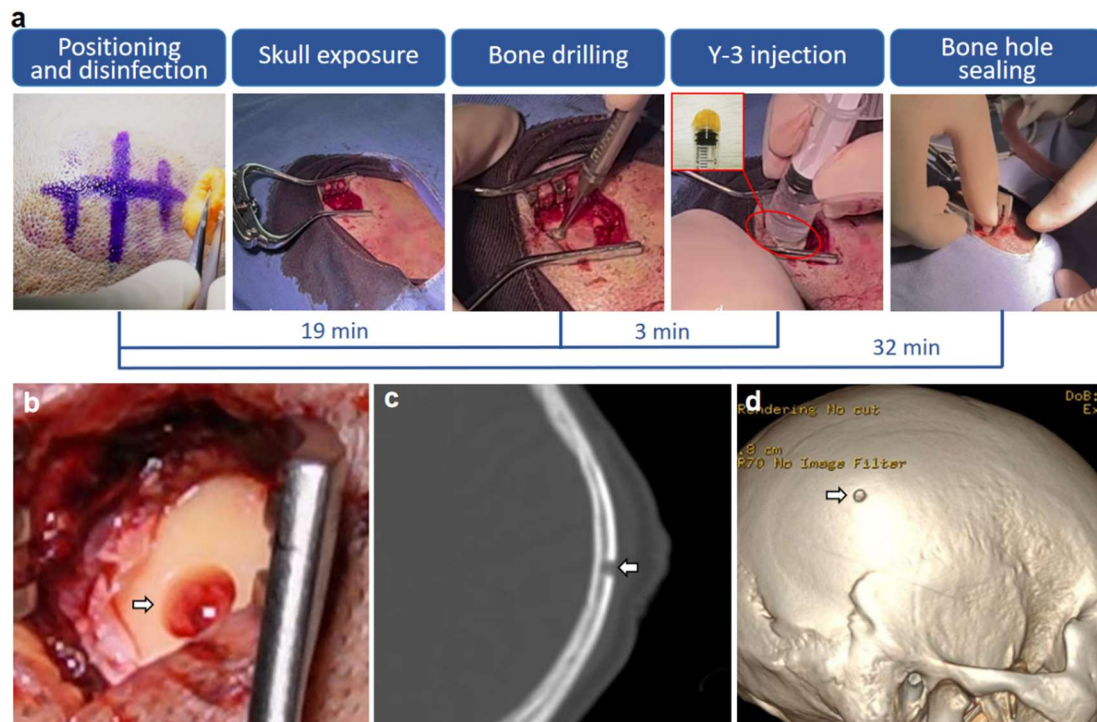 a
Positioning
and disinfection
Skull exposure
Bone drilling
Y-3 injection
Bone hole
sealing
19 min
3 min
32 min
b
c
d
DoB:
Ex
Rendering No cut
.8 cm
R70 No Image Filter